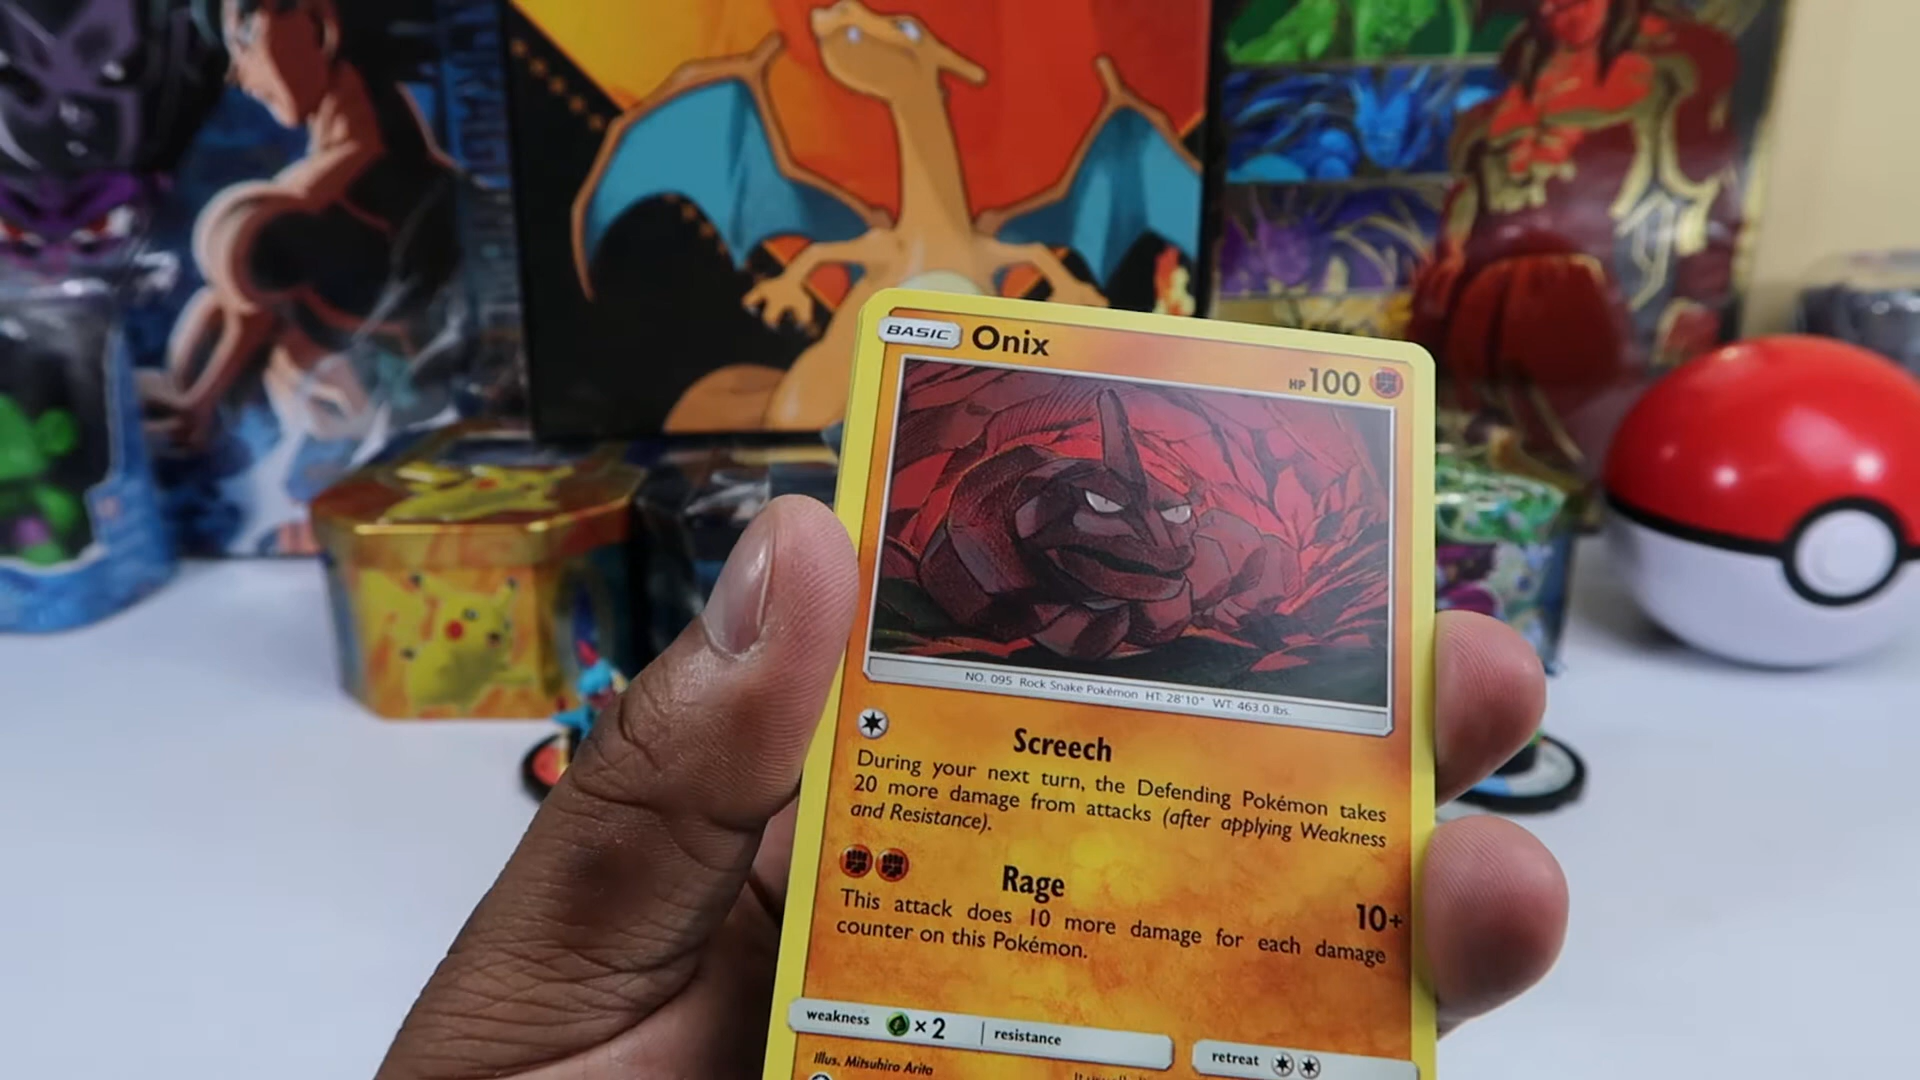 BASIC Onix
HP 100
NO. 095 Rock Snake Pokémon HT: 28'10" WT: 463.0 lbs.
Screech
During your next turn, the Defending Pokémon takes
20 more damage from attacks (after applying Weakness
and Resistance).
Rage 10+
This attack does 10 more damage for each damage
counter on this Pokémon.
weakness ×2 resistance
retreat
Illus. Mitsuhiro Arita